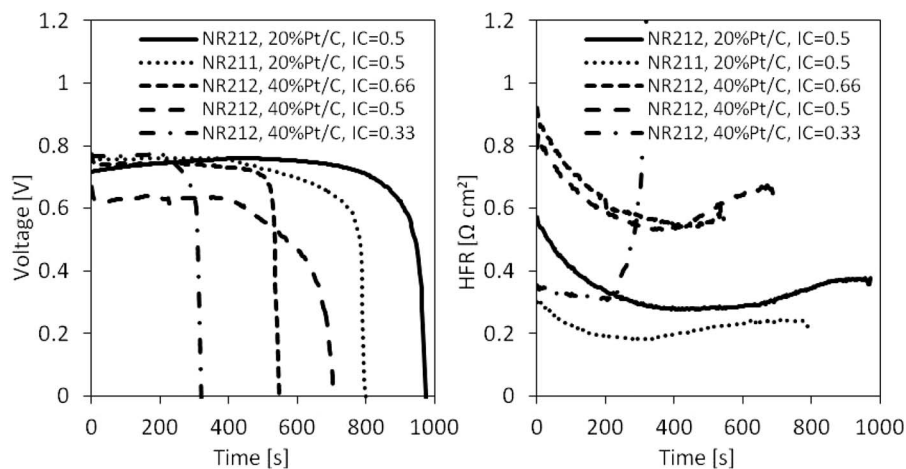 1.2
1
0.8
0.6
0.4
0.2
0
Voltage [V]
NR212, 20%Pt/C, IC=0.5
NR211, 20%Pt/C, IC=0.5
NR212, 40%Pt/C, IC=0.66
NR212, 40%Pt/C, IC=0.5
NR212, 40%Pt/C, IC=0.33
0 200 400 600 800 1000
Time [s]
1.2
1
0.8
0.6
0.4
0.2
0
HFR [Ω cm²]
NR212, 20%Pt/C, IC=0.5
NR211, 20%Pt/C, IC=0.5
NR212, 40%Pt/C, IC=0.66
NR212, 40%Pt/C, IC=0.5
NR212, 40%Pt/C, IC=0.33
0 200 400 600 800 1000
Time [s]